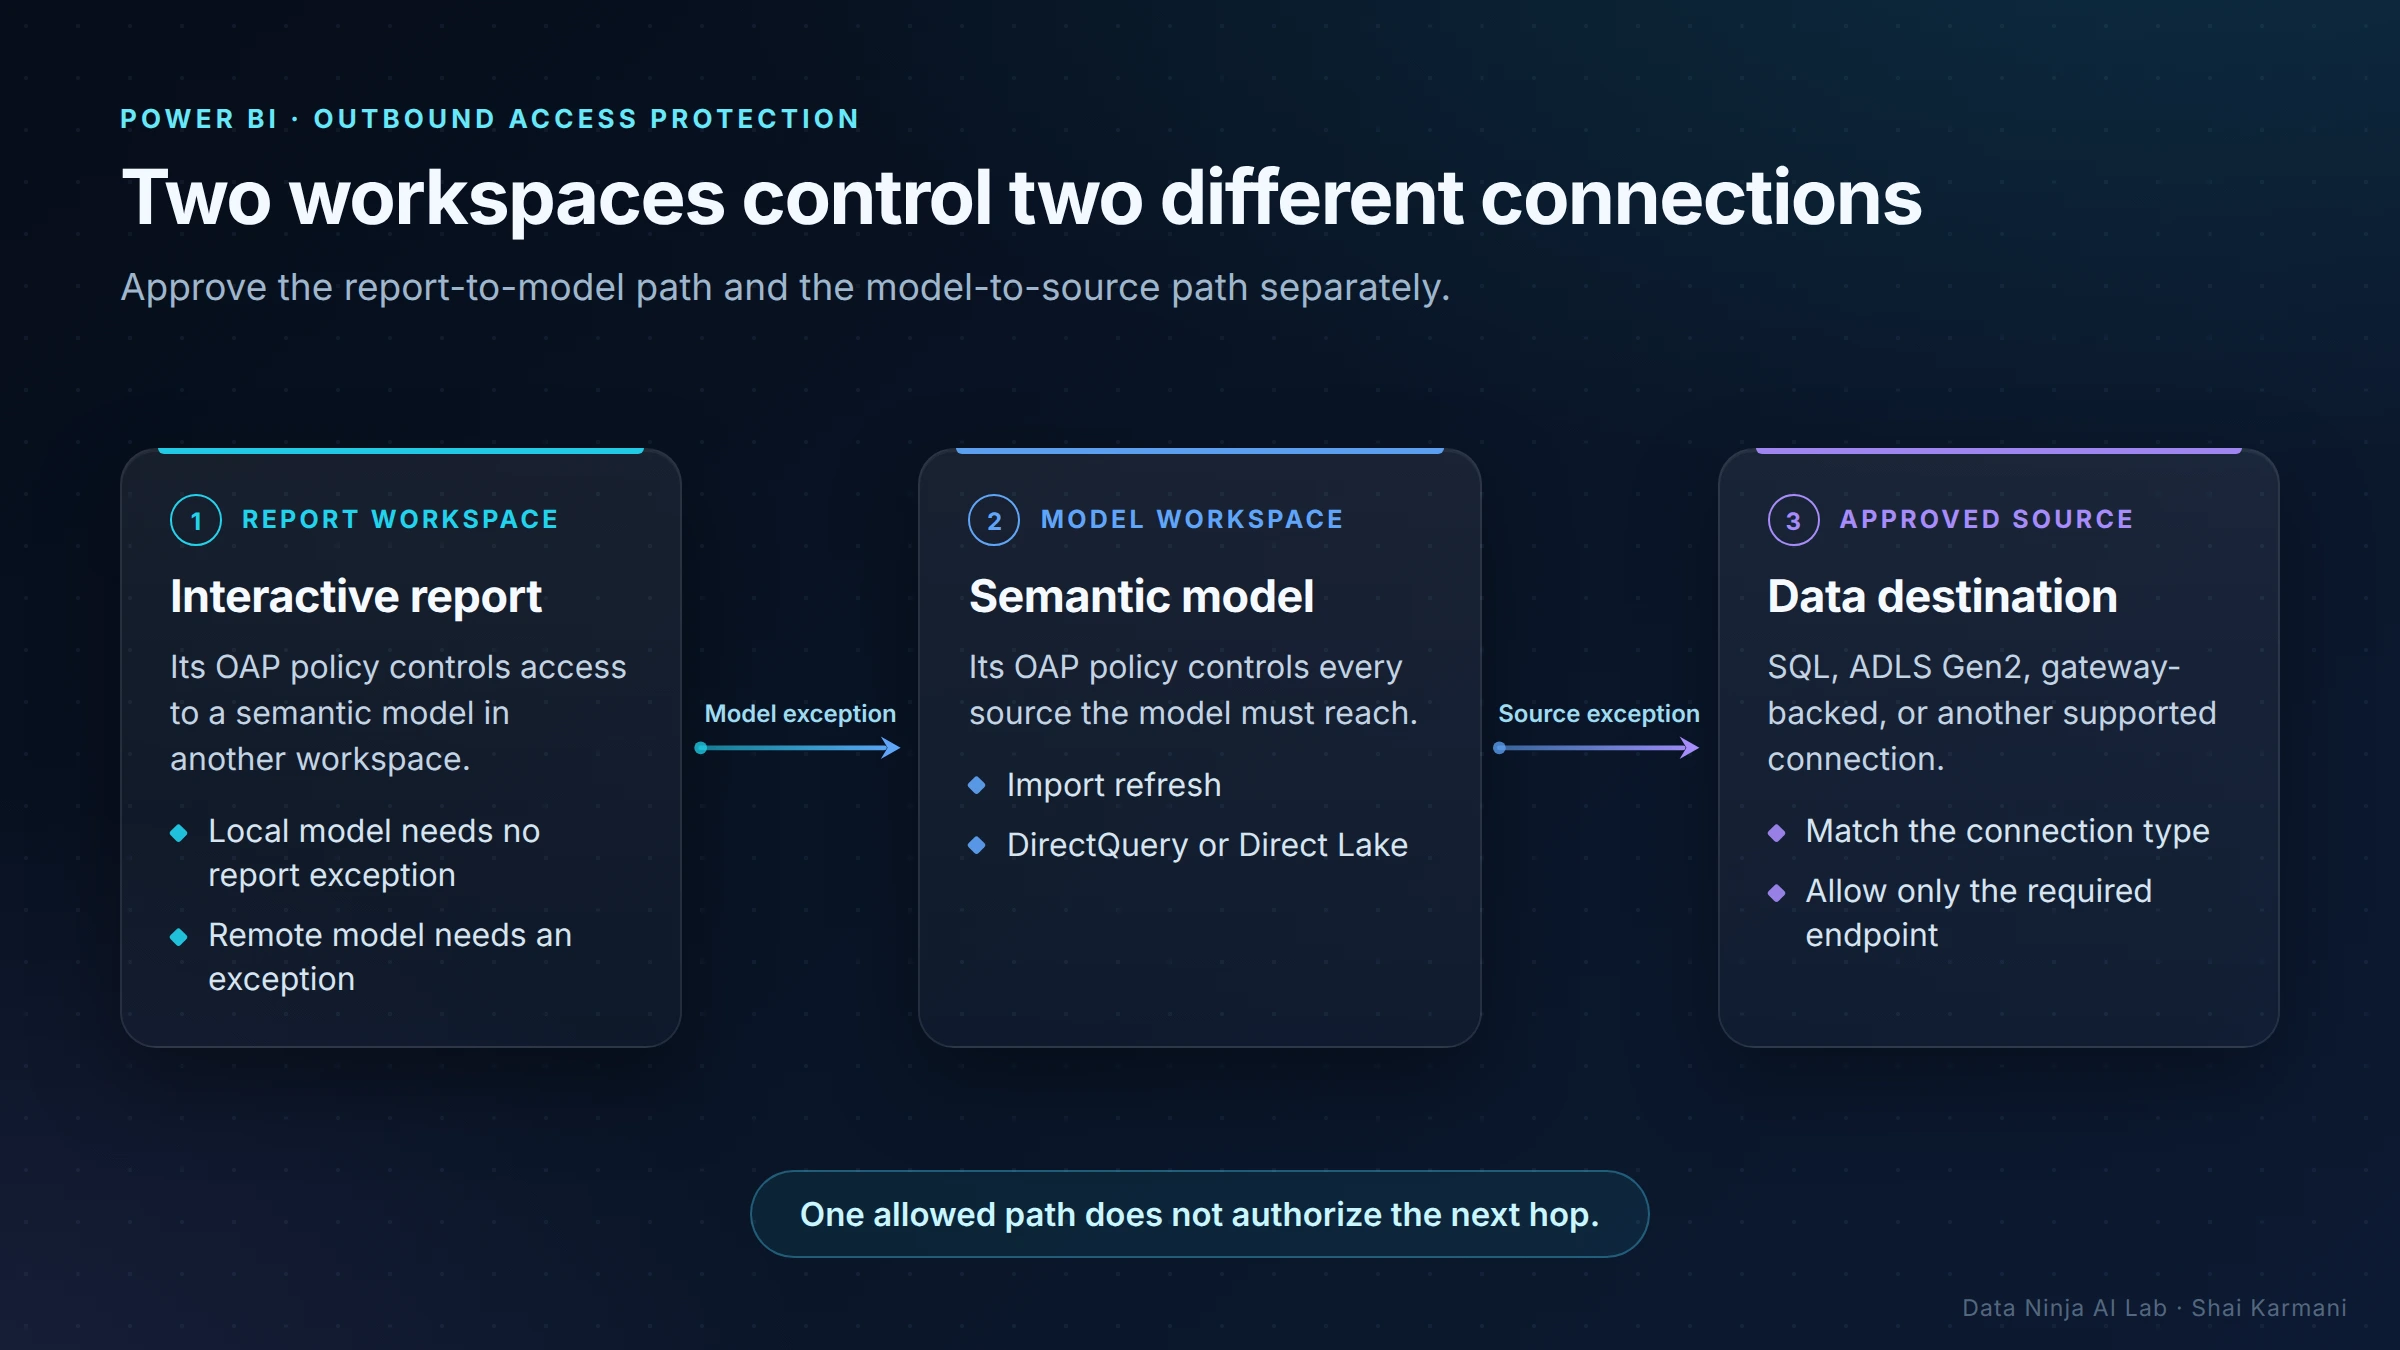 POWER BI · OUTBOUND ACCESS PROTECTION
Two workspaces control two different connections
Approve the report-to-model path and the model-to-source path separately.
1 REPORT WORKSPACE
Interactive report
Its OAP policy controls access
to a semantic model in
another workspace.
Local model needs no
report exception
Remote model needs an
exception
Model exception
2 MODEL WORKSPACE
Semantic model
Its OAP policy controls every
source the model must reach.
Import refresh
DirectQuery or Direct Lake
Source exception
3 APPROVED SOURCE
Data destination
SQL, ADLS Gen2, gateway-
backed, or another supported
connection.
Match the connection type
Allow only the required
endpoint
One allowed path does not authorize the next hop.
Data Ninja AI Lab · Shai Karmani